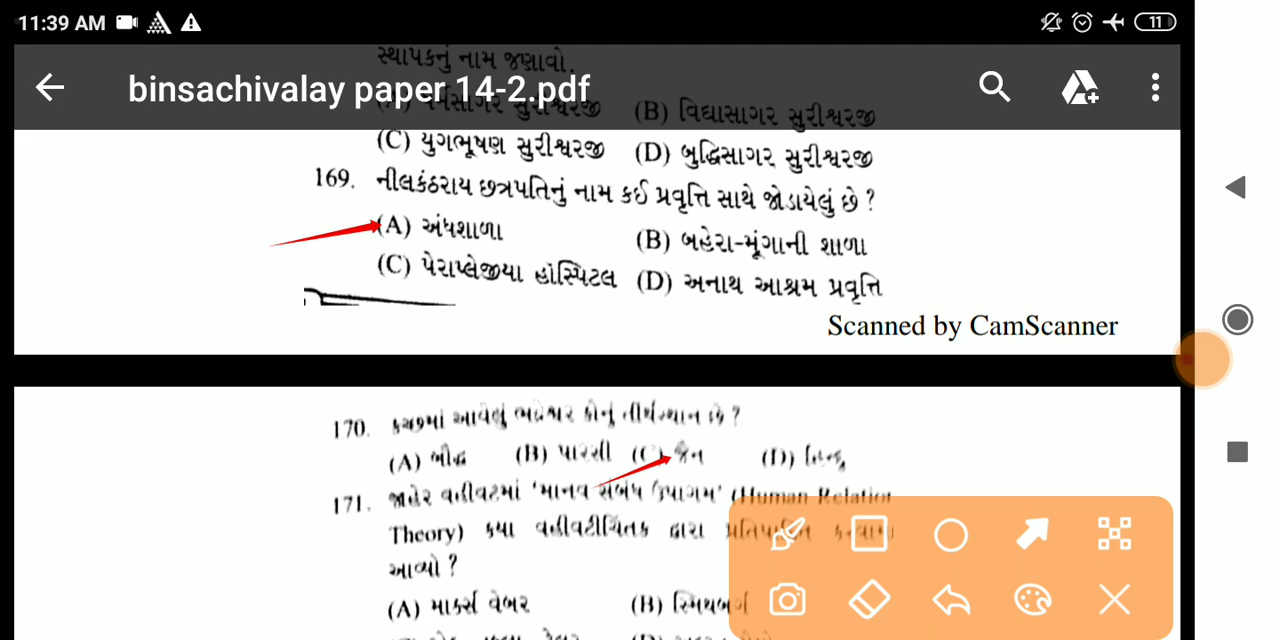 11:39 AM
11
સ્થાપકનું નામ જણાવો.
binsachivalay paper 14-2.pdf
સુરીશ્વરજી (B) વિદ્યાસાગર સુરીશ્વરજી
(C) યુગભૂષણ સુરીશ્વરજી (D) બુદ્ધિસાગર સુરીશ્વરજી
169. નીલકંઠરાય છત્રપતિનું નામ કઈ પ્રવૃત્તિ સાથે જોડાયેલું છે ?
(A) અંધશાળા (B) બહેરા-મૂંગાની શાળા
(C) પેરાપ્લેજીયા હૉસ્પિટલ (D) અનાથ આશ્રમ પ્રવૃત્તિ
Scanned by CamScanner
170. કચ્છમાં આવેલું ભદ્રેશ્વર કોનું તીર્થસ્થાન છે ?
(A) બૌદ્ધ (B) પારસી (C) જૈન (D) હિન્દુ
171. જાહેર વહીવટમાં 'માનવ સંબંધ ઉપાગમ' (Human Relation
Theory) કયા વહીવટીચિંતક દ્વારા
આવ્યો ?
(A) માર્ક્સ વેબર (B) સ્મિથબર્ગ